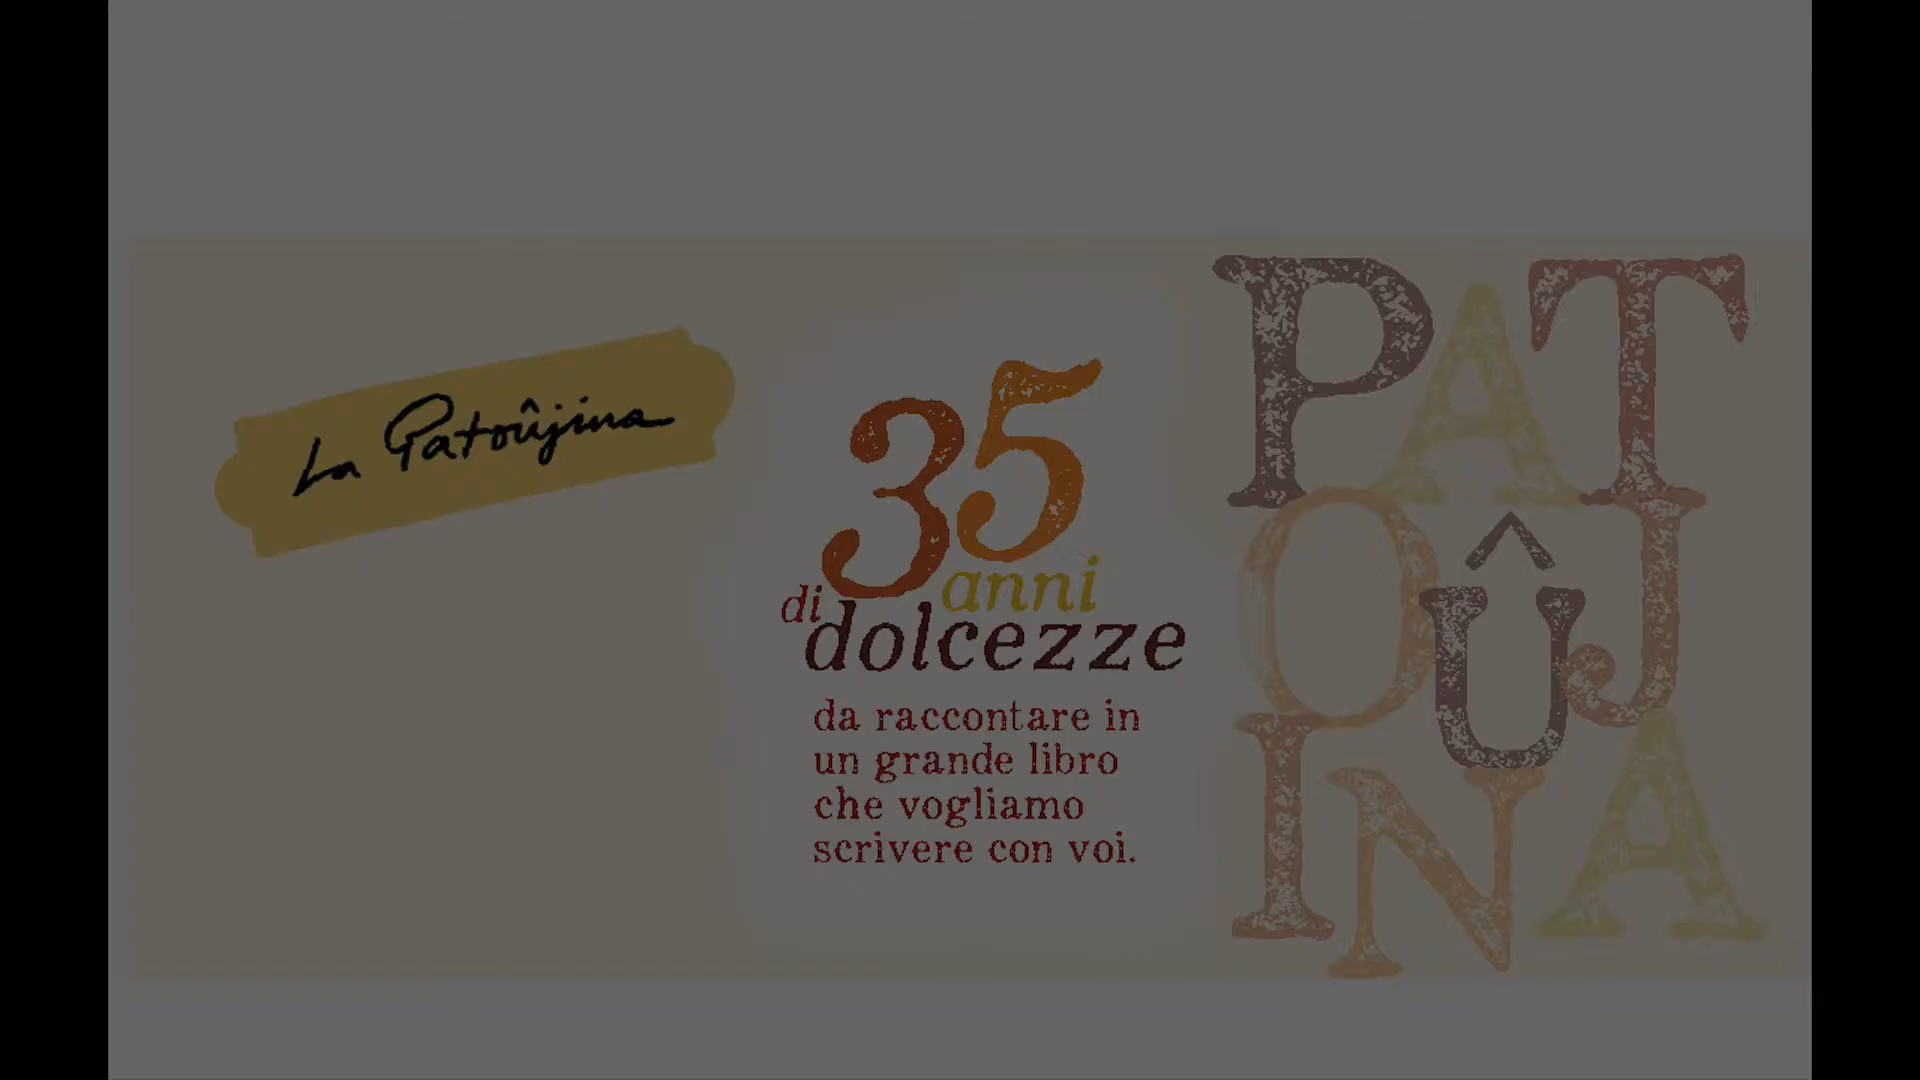 La Patoûjina
35
anni
di
dolcezze
da raccontare in
un grande libro
che vogliamo
scrivere con voi.
PAT
OÛJ
INA